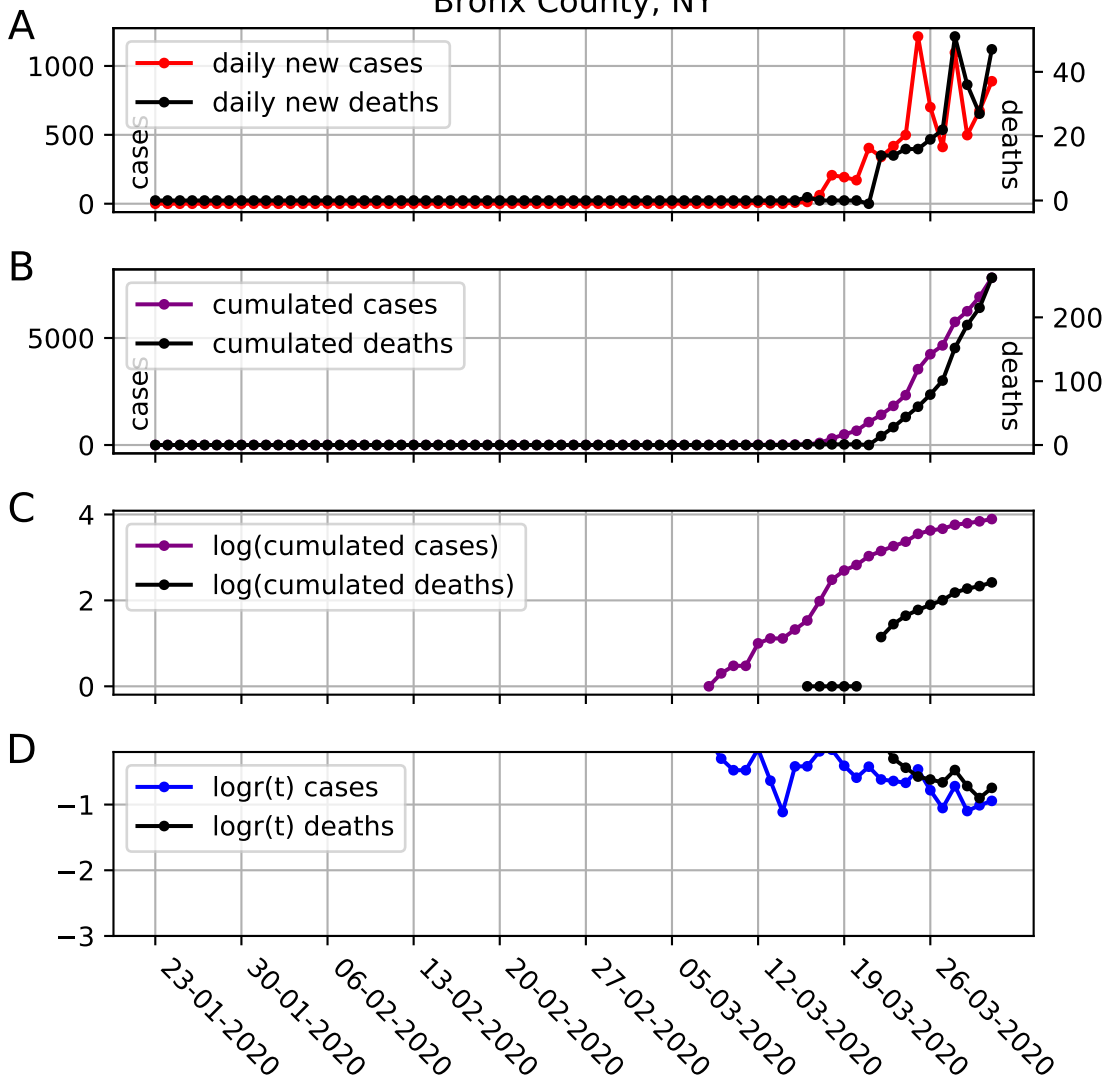 Bronx County, NY
A
daily new cases
daily new deaths
1000
500
0
cases
40
20
0
deaths
B
cumulated cases
cumulated deaths
5000
0
cases
200
100
0
deaths
C
log(cumulated cases)
log(cumulated deaths)
4
2
0
D
logr(t) cases
logr(t) deaths
−1
−2
−3
23-01-2020
30-01-2020
06-02-2020
13-02-2020
20-02-2020
27-02-2020
05-03-2020
12-03-2020
19-03-2020
26-03-2020